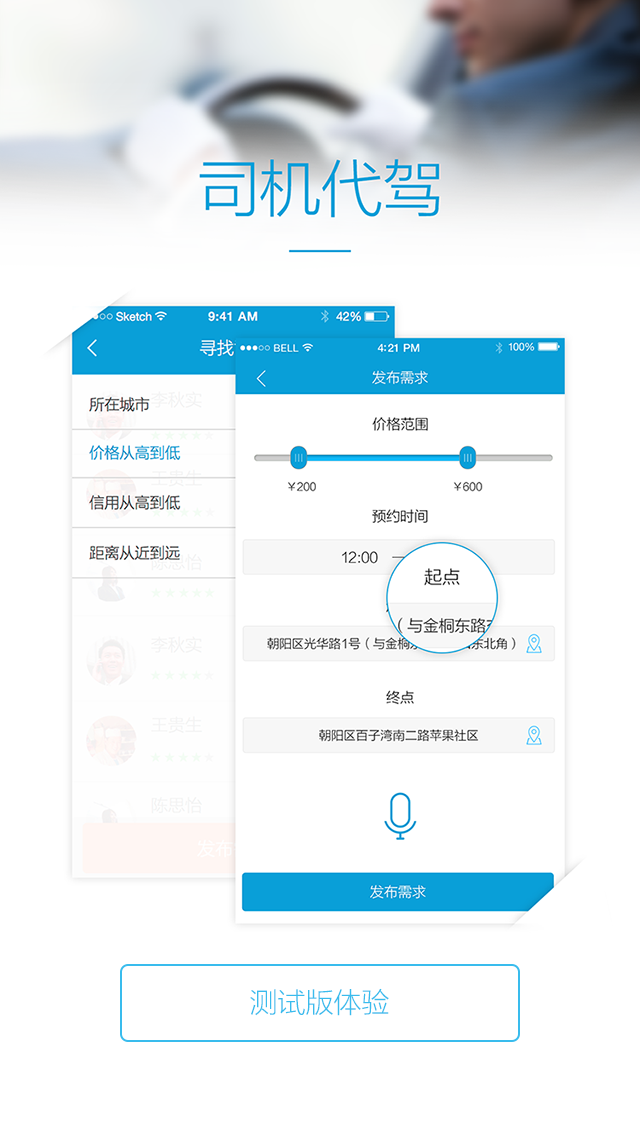 司机代驾
Sketch 9:41 AM 42%
寻找
BELL 4:21 PM 100%
发布需求
所在城市
李秋实
价格从高到低
王贵生
信用从高到低
距离从近到远
陈思怡
李秋实
王贵生
陈思怡
发布
价格范围
¥200 ¥600
预约时间
12:00 —
起点
（与金桐东路
朝阳区光华路1号（与金桐 东北角）
终点
朝阳区百子湾南二路苹果社区
发布需求
测试版体验